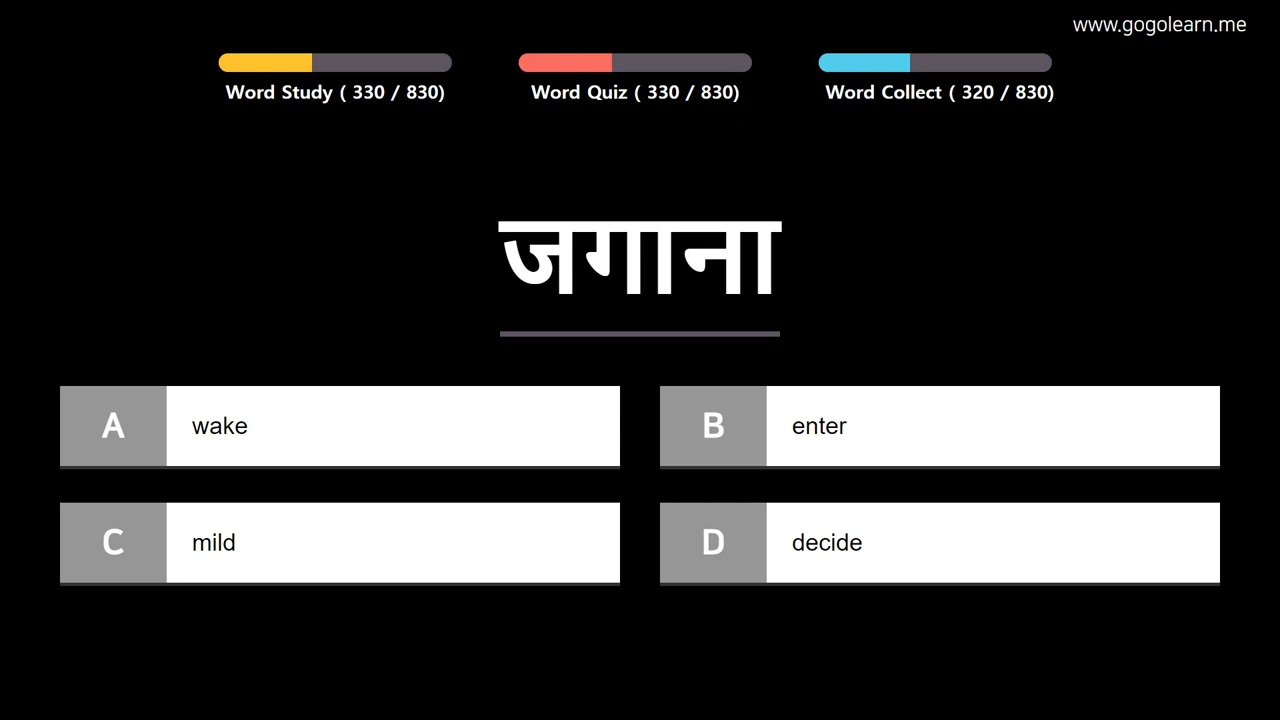 www.gogolearn.me
Word Study ( 330 / 830)
Word Quiz ( 330 / 830)
Word Collect ( 320 / 830)
जगाना
A wake
B enter
C mild
D decide